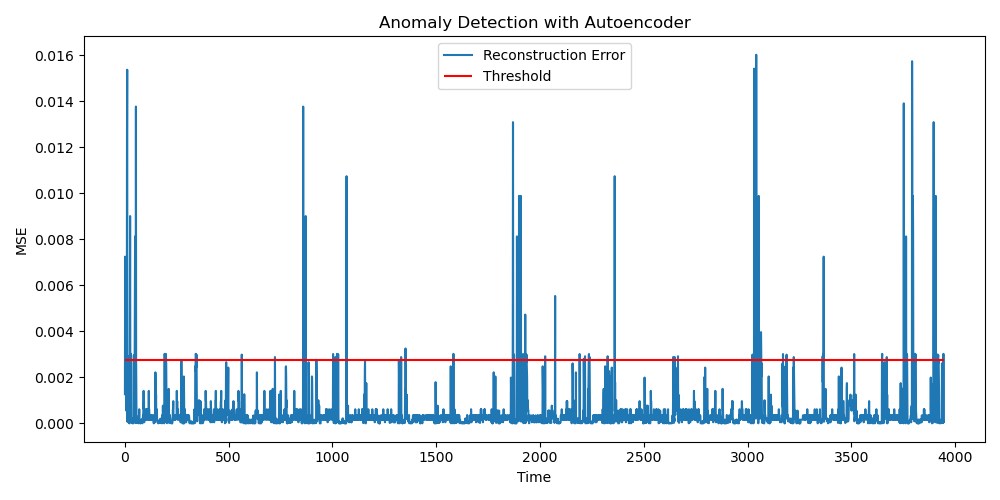 Anomaly Detection with Autoencoder
Reconstruction Error
Threshold
MSE
0.016
0.014
0.012
0.010
0.008
0.006
0.004
0.002
0.000
0 500 1000 1500 2000 2500 3000 3500 4000
Time